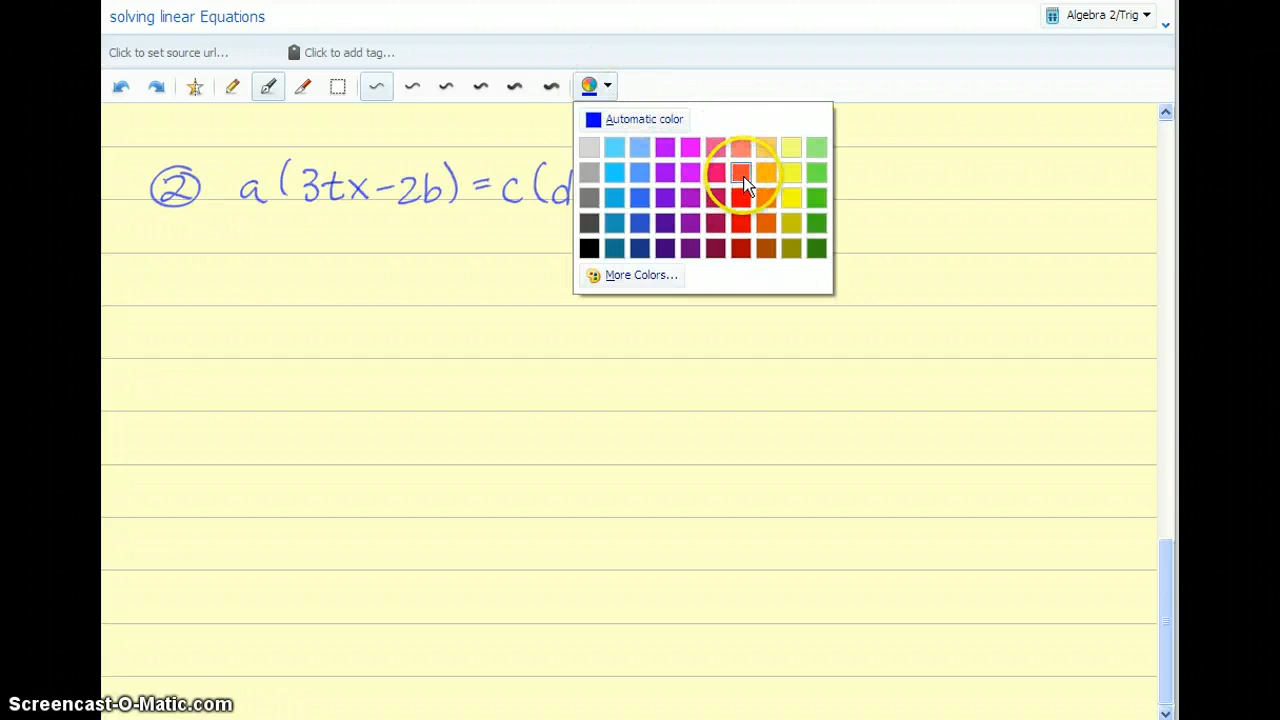 solving linear Equations
Algebra 2/Trig
Click to set source url...
Click to add tag...
Automatic color
② a(3tx-2b)=c(d
More Colors...
Screencast-O-Matic.com